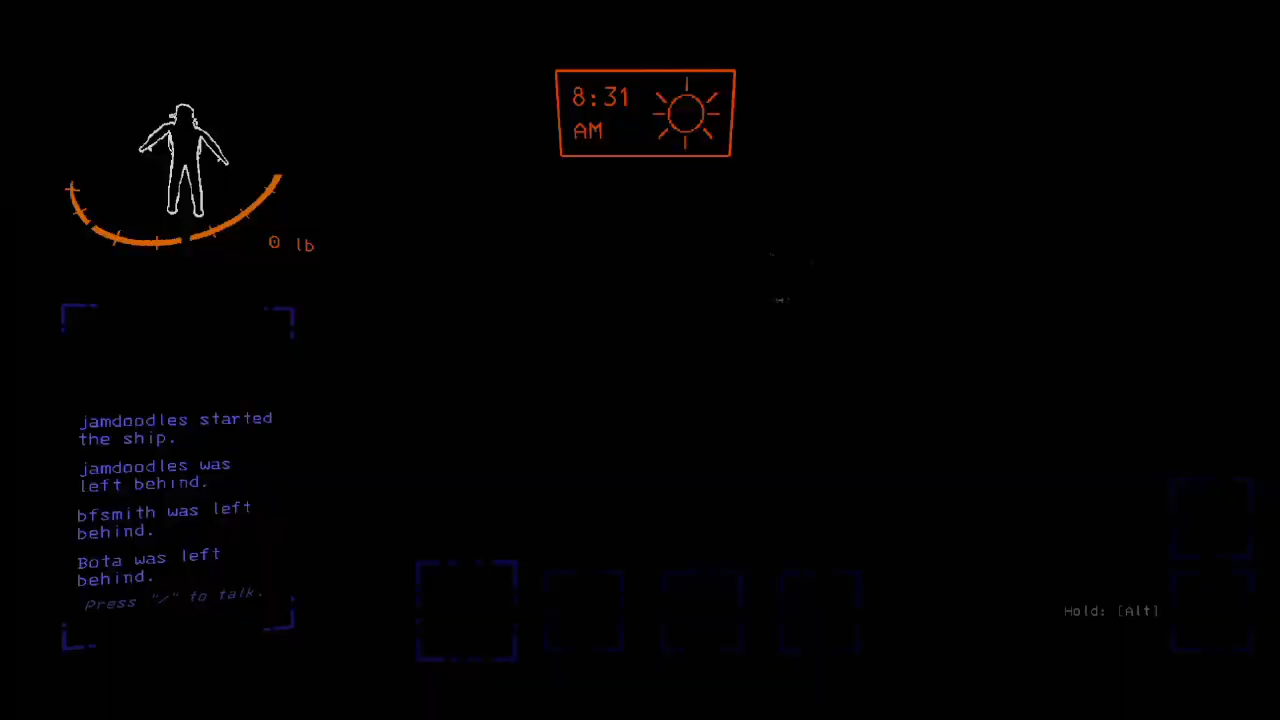 8:31
AM
0 lb
jamdoodles started
the ship.
jamdoodles was
left behind.
bfsmith was left
behind.
Bota was left
behind.
Press "/" to talk.
Hold: [Alt]